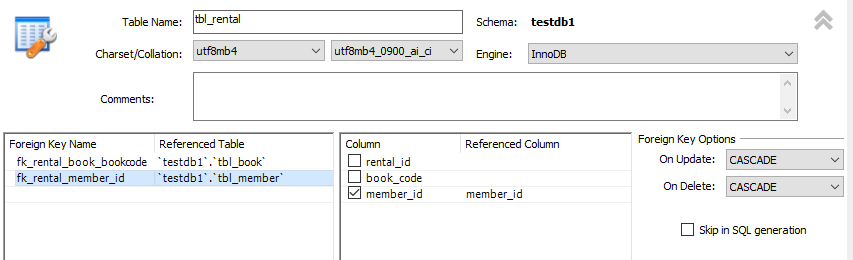 Table Name: tbl_rental Schema: testdb1
Charset/Collation: utf8mb4 utf8mb4_0900_ai_ci Engine: InnoDB
Comments:
Foreign Key Name Referenced Table Column Referenced Column Foreign Key Options
fk_rental_book_bookcode `testdb1`.`tbl_book` rental_id On Update: CASCADE
fk_rental_member_id `testdb1`.`tbl_member` book_code On Delete: CASCADE
member_id member_id
Skip in SQL generation